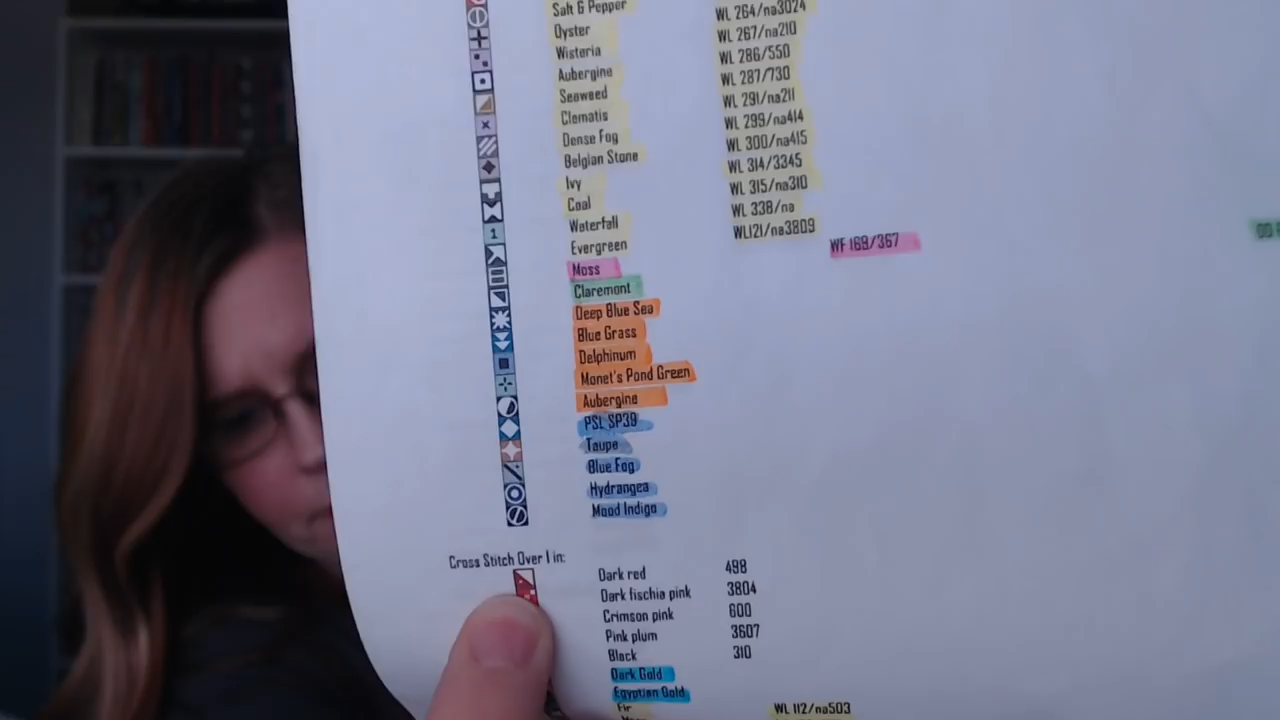 Salt & Pepper WL 264/na3024
Oyster WL 267/na210
Wisteria WL 286/550
Aubergine WL 287/730
Seaweed WL 291/na211
Clematis WL 299/na414
Dense Fog WL 300/na415
Belgian Stone WL 314/3345
Ivy WL 315/na310
Coal WL 338/na
Waterfall WL121/na3809
Evergreen WF 169/367
Moss
Claremont
Deep Blue Sea
Blue Grass
Delphinum
Monet's Pond Green
Aubergine
PSL SP39
Taupe
Blue Fog
Hydrangea
Mood Indigo
Cross Stitch Over 1 in:
Dark red 498
Dark fischia pink 3804
Crimson pink 600
Pink plum 3607
Black 310
Dark Gold
Egyptian Gold
Fir WL 112/na503